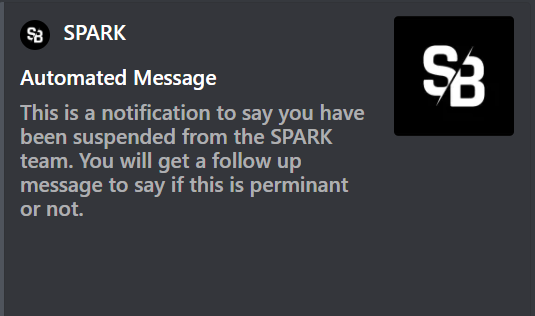 SB SPARK
SB
Automated Message
This is a notification to say you have
been suspended from the SPARK
team. You will get a follow up
message to say if this is perminant
or not.